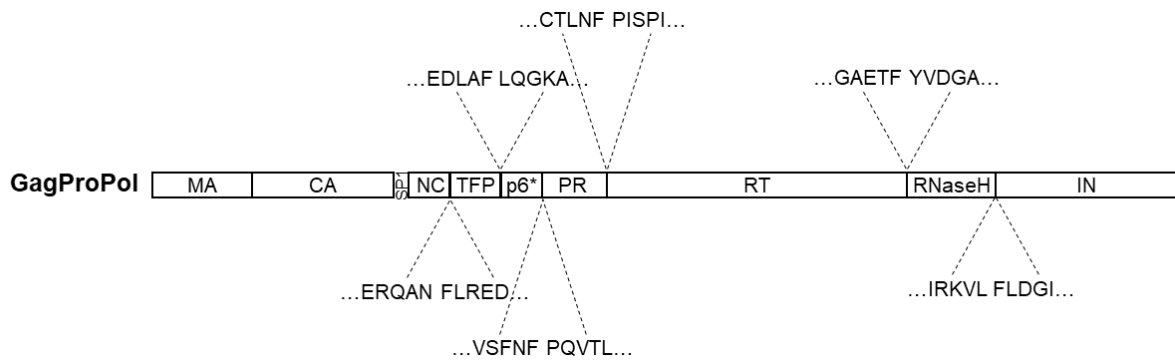 ...CTLNF PISPI...
...EDLAF LQGKA...
...GAETF YVDGA...
GagProPol MA CA SP1 NC TFP p6* PR RT RNaseH IN
...ERQAN FLRED...
...IRKVL FLDGI...
...VSFNF PQVTL...